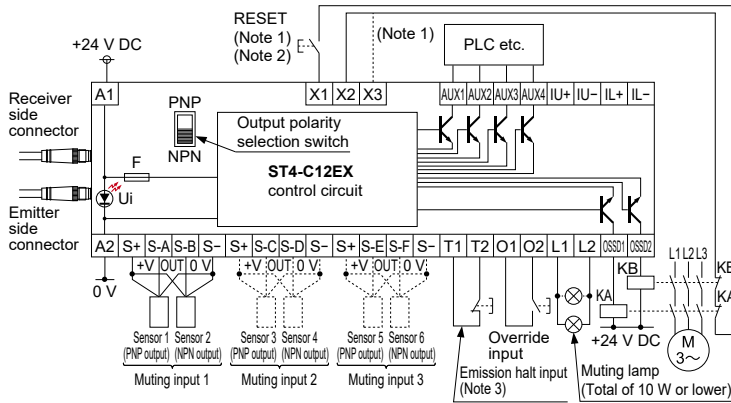 RESET
(Note 1)
(Note 2)
(Note 1)
PLC etc.
+24 V DC
A1
X1 X2 X3
AUX1 AUX2 AUX3 AUX4 IU+ IU− IL+ IL−
Receiver
side
connector
PNP
NPN
Output polarity
selection switch
F
ST4-C12EX
control circuit
Ui
Emitter
side
connector
A2 S+ S-A S-B S− S+ S-C S-D S− S+ S-E S-F S− T1 T2 O1 O2 L1 L2 OSSD1 OSSD2
0 V
+V OUT 0 V
+V OUT 0 V
+V OUT 0 V
L1 L2 L3
KB
KA
KB
KA
+24 V DC
M
3~
Sensor 1
(PNP output)
Sensor 2
(NPN output)
Sensor 3
(PNP output)
Sensor 4
(NPN output)
Sensor 5
(PNP output)
Sensor 6
(NPN output)
Muting input 1
Muting input 2
Muting input 3
Override
input
Emission halt input
(Note 3)
Muting lamp
(Total of 10 W or lower)